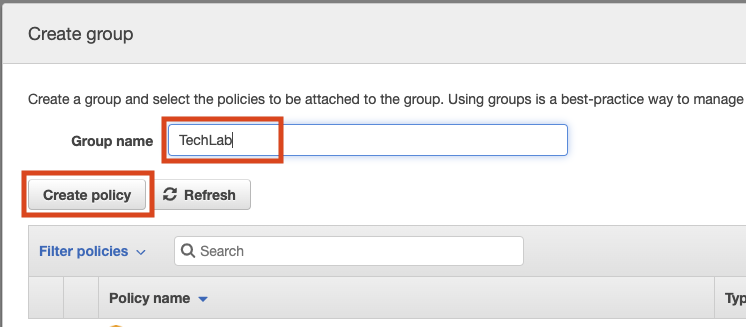 Create group
Create a group and select the policies to be attached to the group. Using groups is a best-practice way to manage
Group name TechLab
Create policy Refresh
Filter policies Search
Policy name Typ